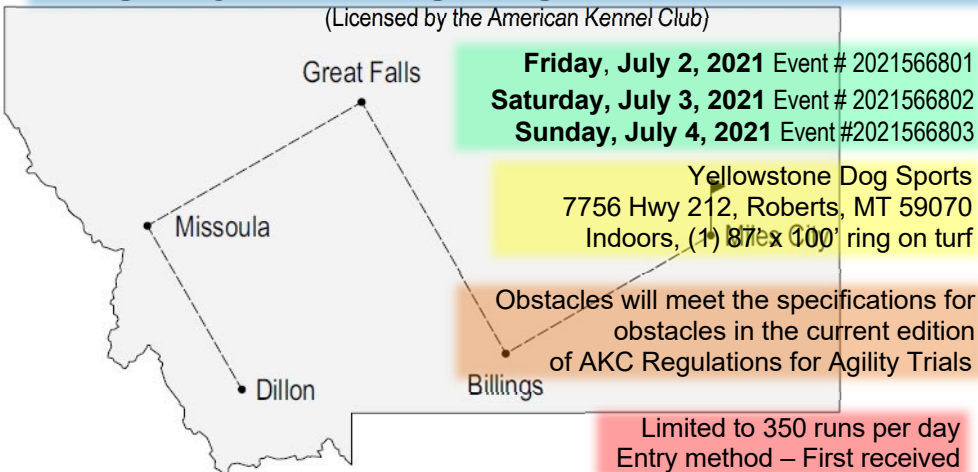 (Licensed by the American Kennel Club)
Great Falls
Friday, July 2, 2021 Event # 2021566801
Saturday, July 3, 2021 Event # 2021566802
Sunday, July 4, 2021 Event #2021566803
Yellowstone Dog Sports
7756 Hwy 212, Roberts, MT 59070
Missoula
Indoors, (1) 87' x 100' ring on turf
Miles City
Obstacles will meet the specifications for
obstacles in the current edition
of AKC Regulations for Agility Trials
Billings
Dillon
Limited to 350 runs per day
Entry method – First received